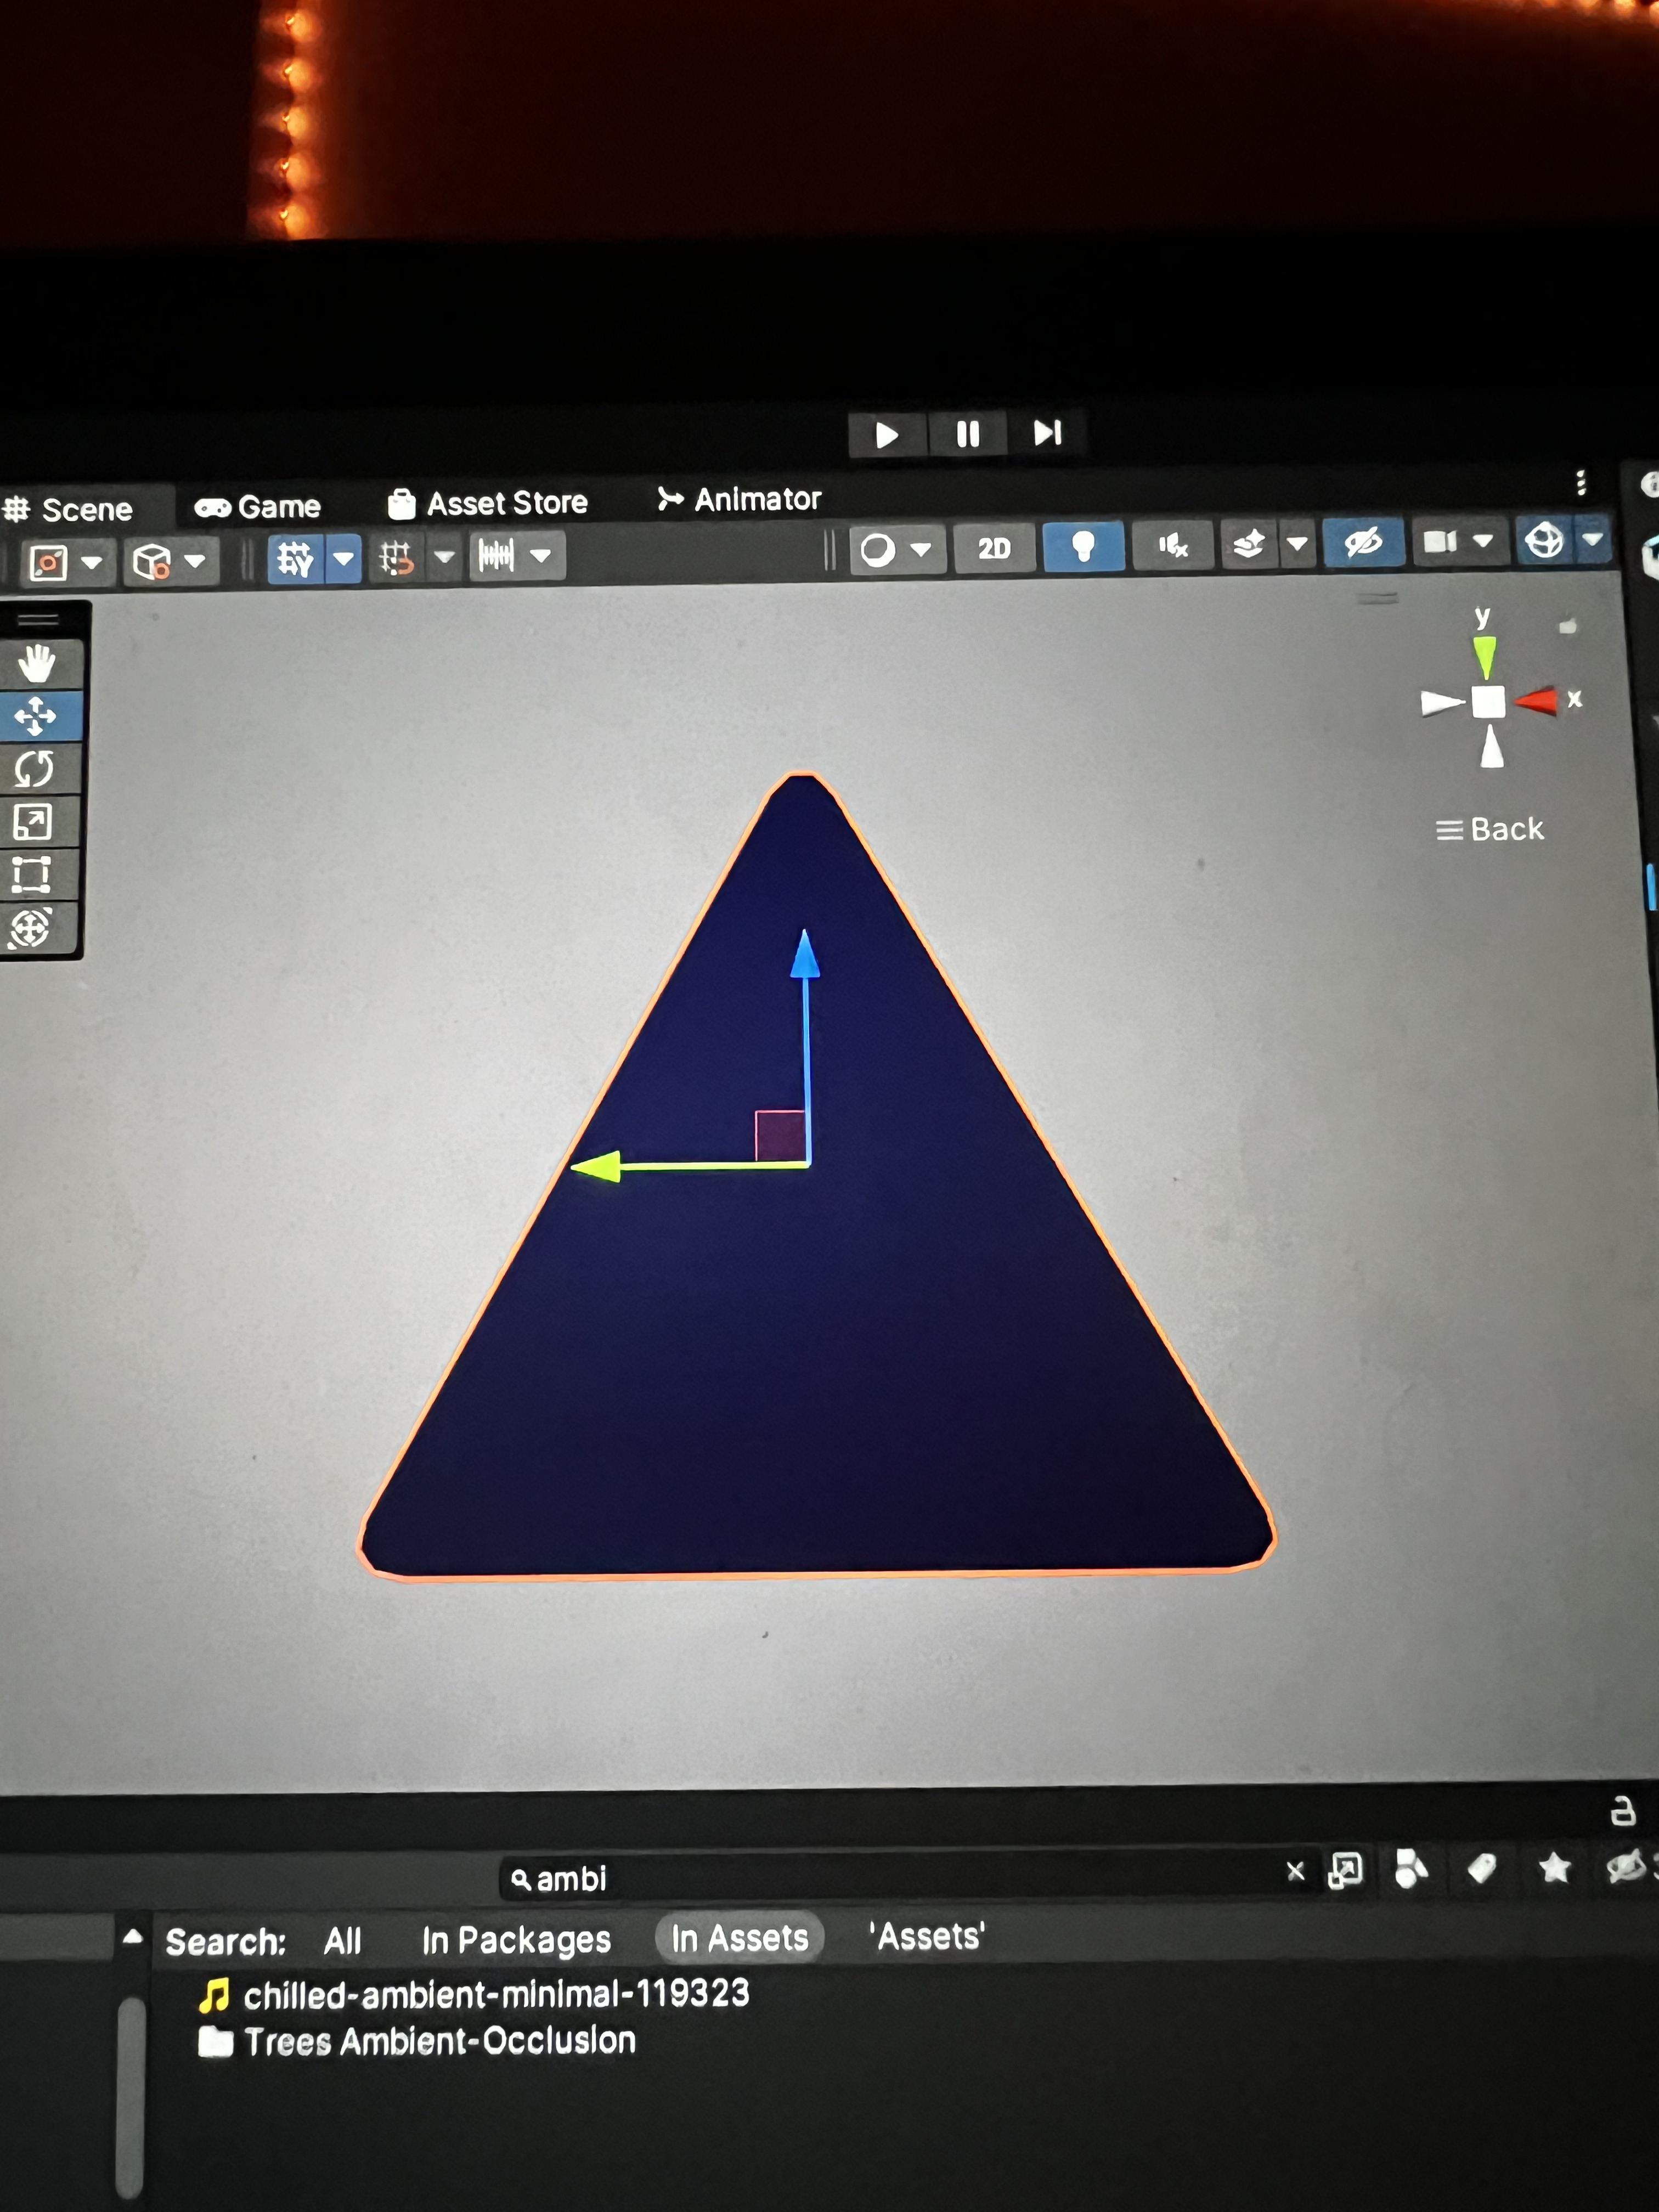 Scene Game Asset Store Animator
2D
y
x
Back
ambi
Search: All In Packages In Assets 'Assets'
chilled-ambient-minimal-119323
Trees Ambient-Occlusion